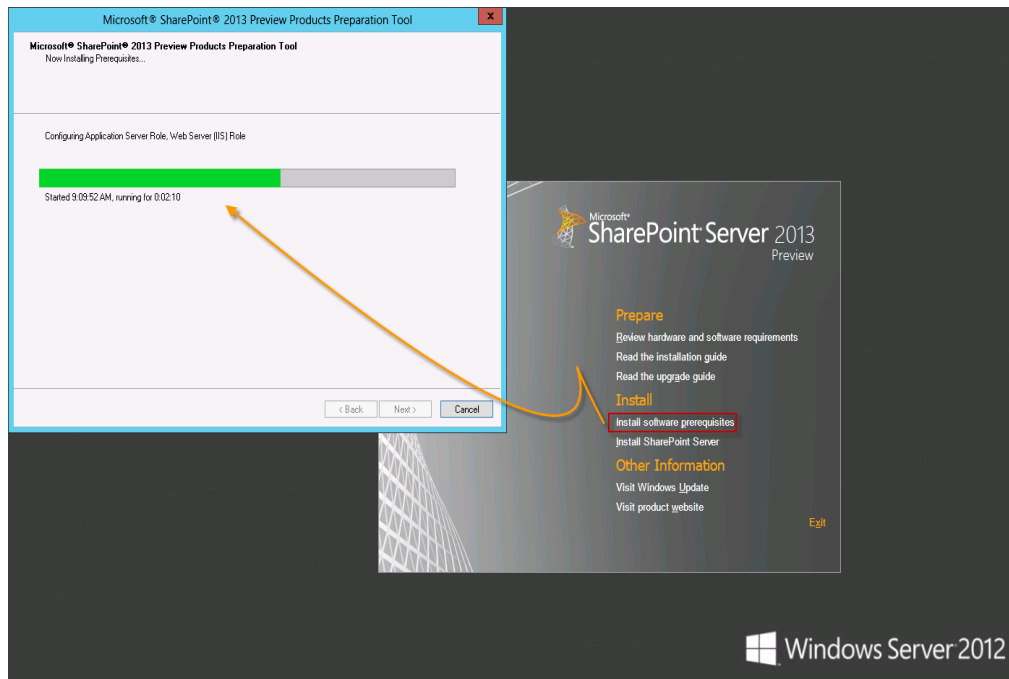 Microsoft® SharePoint® 2013 Preview Products Preparation Tool
x
Microsoft® SharePoint® 2013 Preview Products Preparation Tool
Now Installing Prerequisites...
Configuring Application Server Role, Web Server (IIS) Role
Started 9:09:52 AM, running for 0:02:10
< Back
Next >
Cancel
Microsoft®
SharePoint® Server 2013
Preview
Prepare
Review hardware and software requirements
Read the installation guide
Read the upgrade guide
Install
Install software prerequisites
Install SharePoint Server
Other Information
Visit Windows Update
Visit product website
Exit
Windows Server® 2012